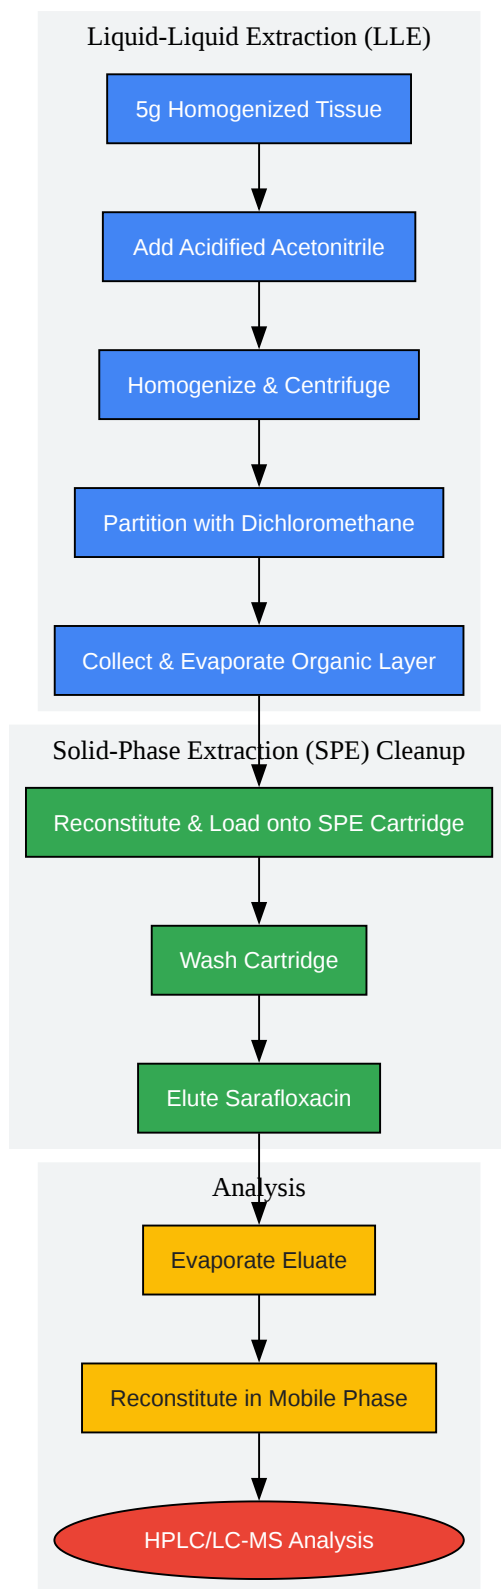 Liquid-Liquid Extraction (LLE)
5g Homogenized Tissue
Add Acidified Acetonitrile
Homogenize & Centrifuge
Partition with Dichloromethane
Collect & Evaporate Organic Layer
Solid-Phase Extraction (SPE) Cleanup
Reconstitute & Load onto SPE Cartridge
Wash Cartridge
Elute Sarafloxacin
Analysis
Evaporate Eluate
Reconstitute in Mobile Phase
HPLC/LC-MS Analysis